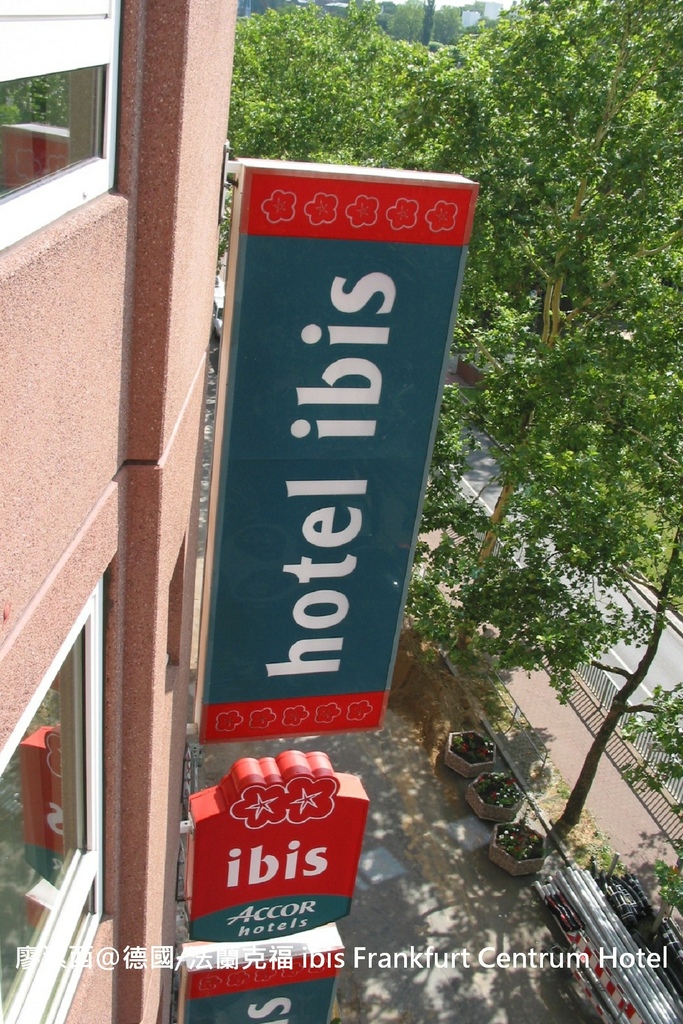 hotel ibis
ibis
ACCOR
hotels
@德國-法蘭克福 ibis Frankfurt Centrum Hotel